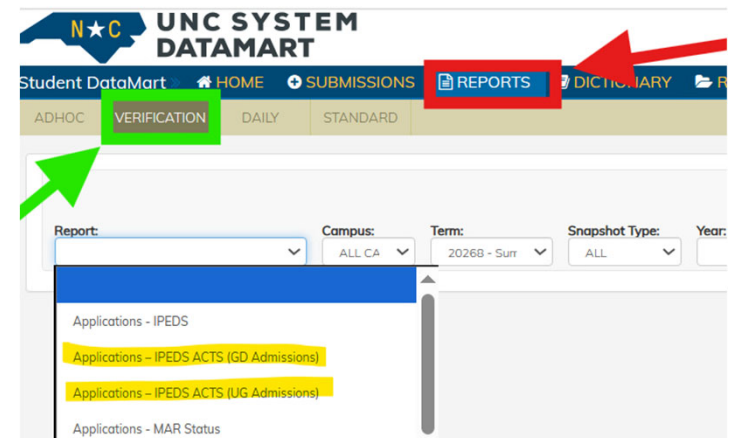 N★C UNC SYSTEM
DATAMART
Student DataMart » HOME SUBMISSIONS REPORTS DICTIONARY R
ADHOC VERIFICATION DAILY STANDARD
Report: Campus: Term: Snapshot Type: Year:
ALL CA 20268 - Sum ALL
Applications - IPEDS
Applications – IPEDS ACTS (GD Admissions)
Applications – IPEDS ACTS (UG Admissions)
Applications - MAR Status